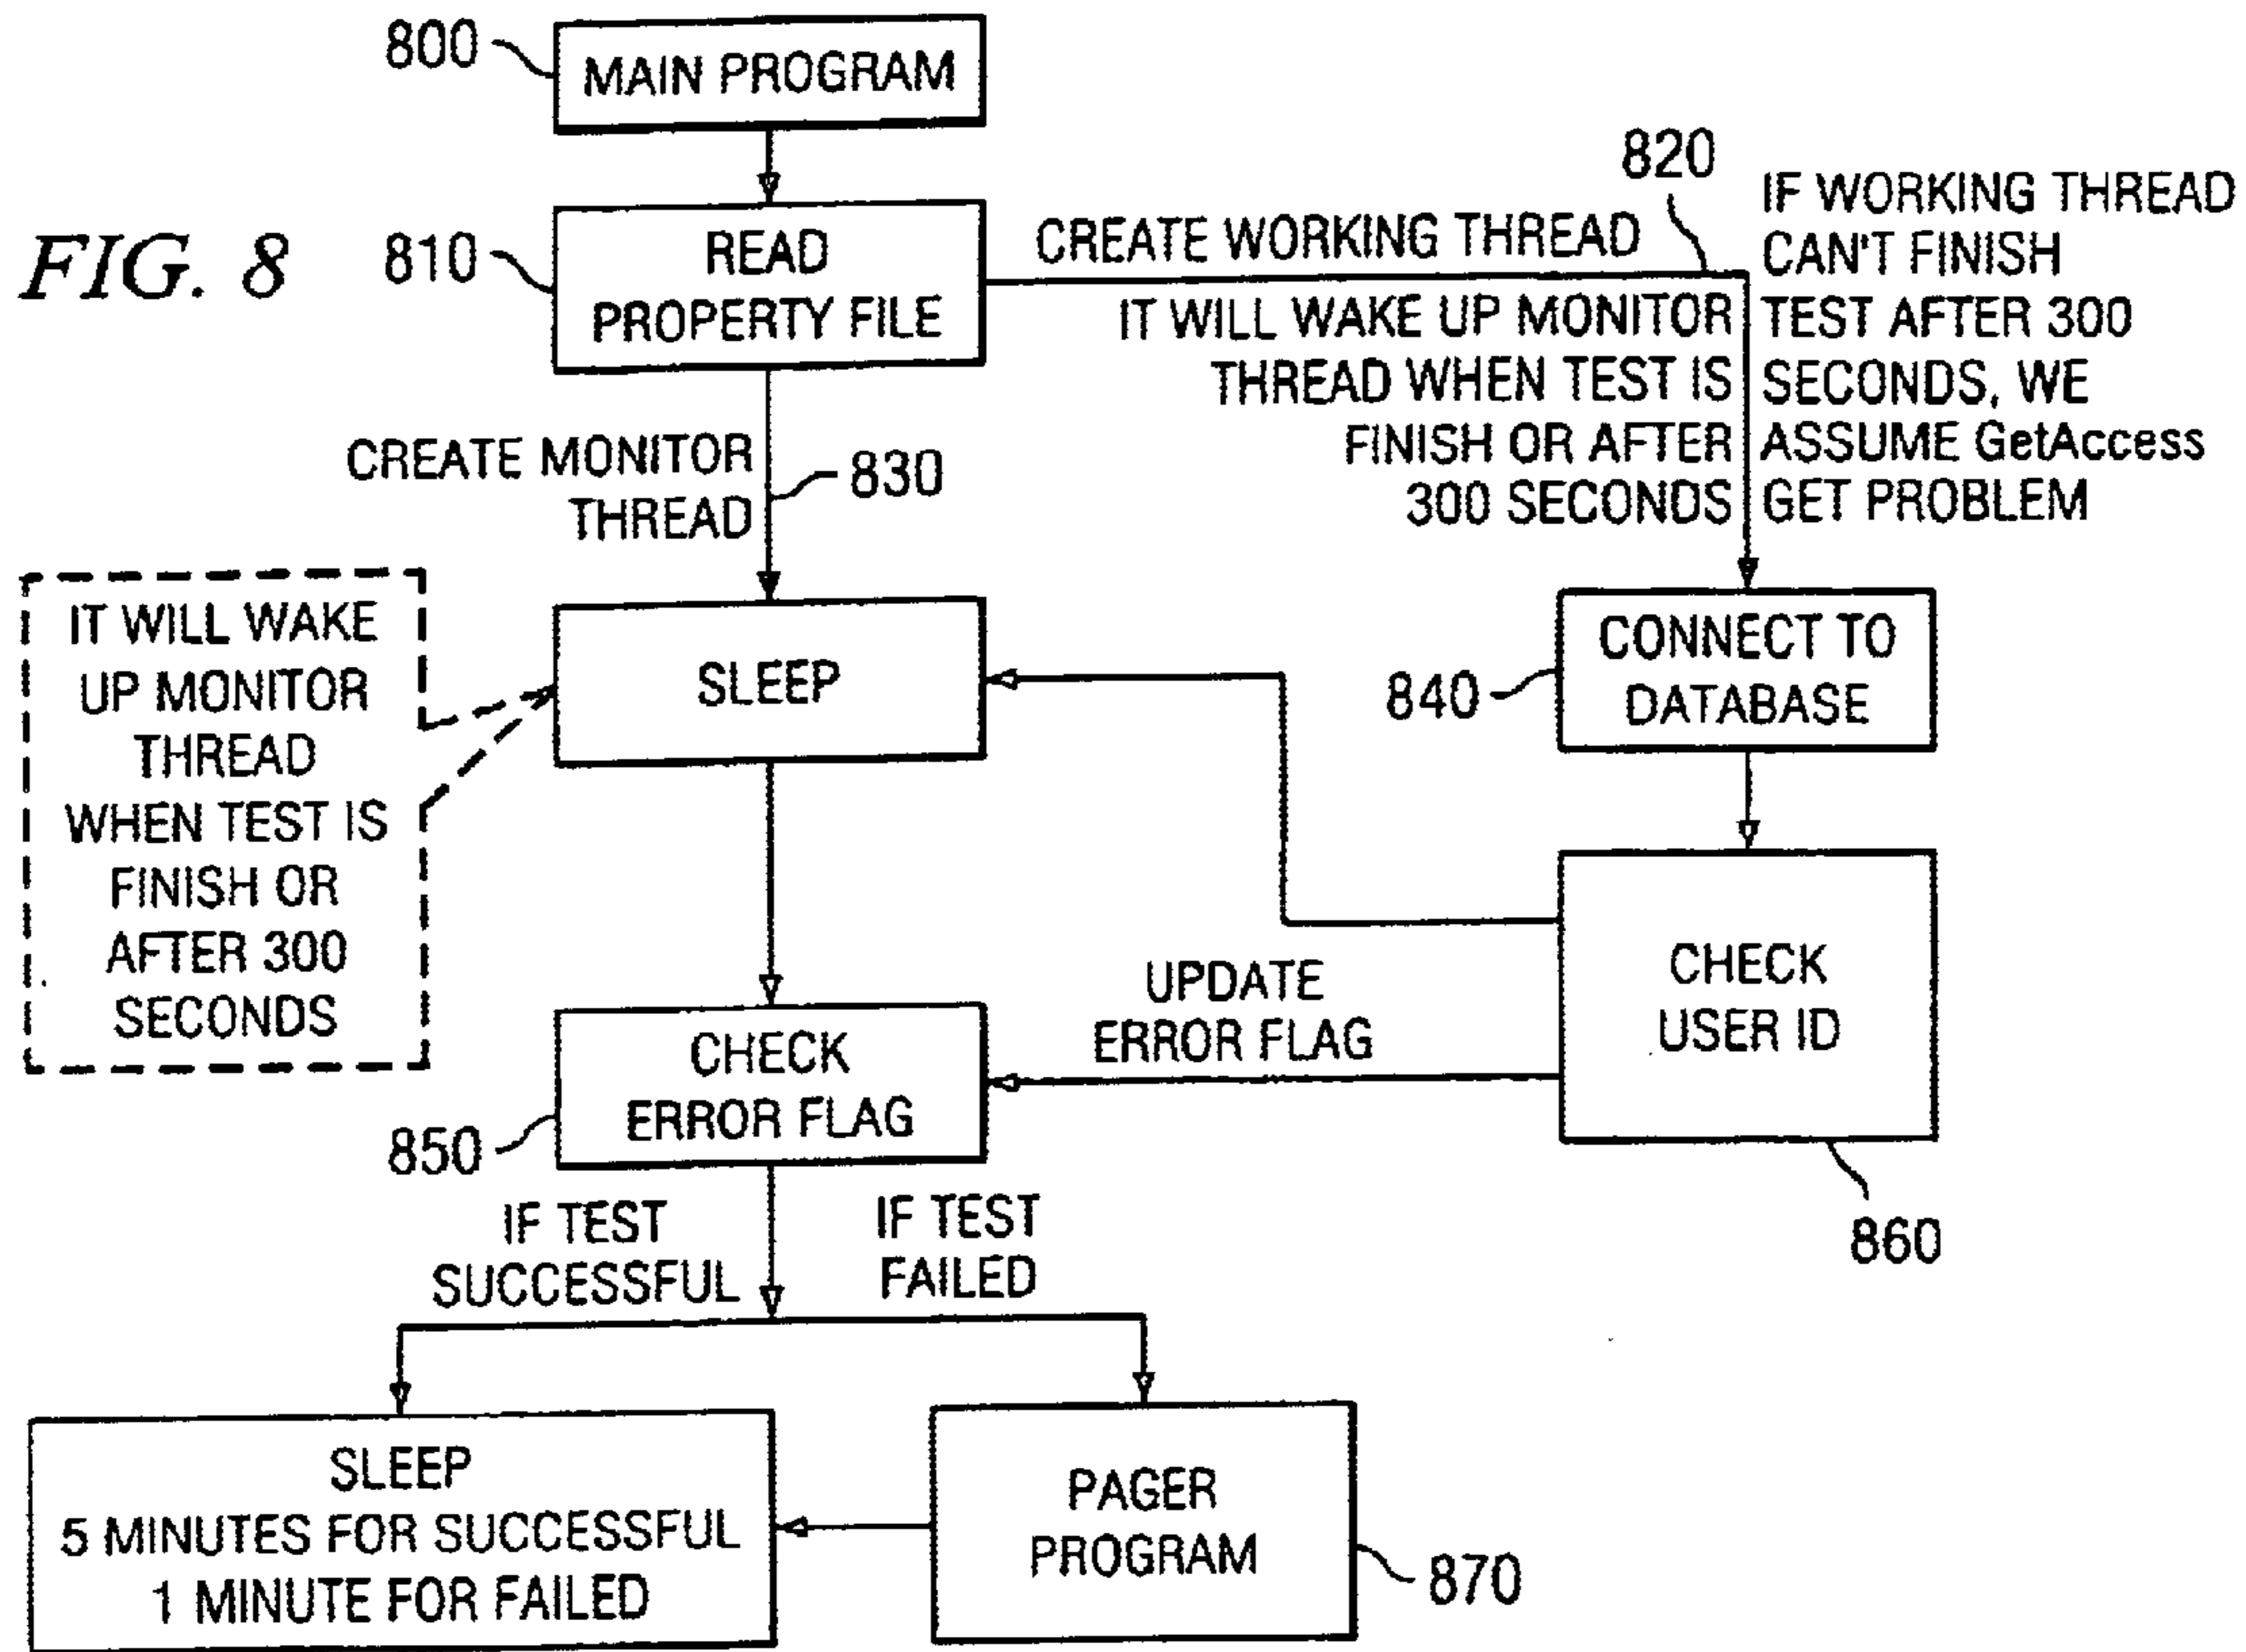 800
MAIN PROGRAM
FIG. 8
810
READ
PROPERTY FILE
CREATE WORKING THREAD
820
IT WILL WAKE UP MONITOR
THREAD WHEN TEST IS
FINISH OR AFTER
300 SECONDS
IF WORKING THREAD
CAN'T FINISH
TEST AFTER 300
SECONDS, WE
ASSUME GetAccess
GET PROBLEM
CREATE MONITOR
THREAD
830
IT WILL WAKE
UP MONITOR
THREAD
WHEN TEST IS
FINISH OR
AFTER 300
SECONDS
SLEEP
840
CONNECT TO
DATABASE
CHECK
USER ID
860
UPDATE
ERROR FLAG
CHECK
ERROR FLAG
850
IF TEST
SUCCESSFUL
IF TEST
FAILED
SLEEP
5 MINUTES FOR SUCCESSFUL
1 MINUTE FOR FAILED
PAGER
PROGRAM
870